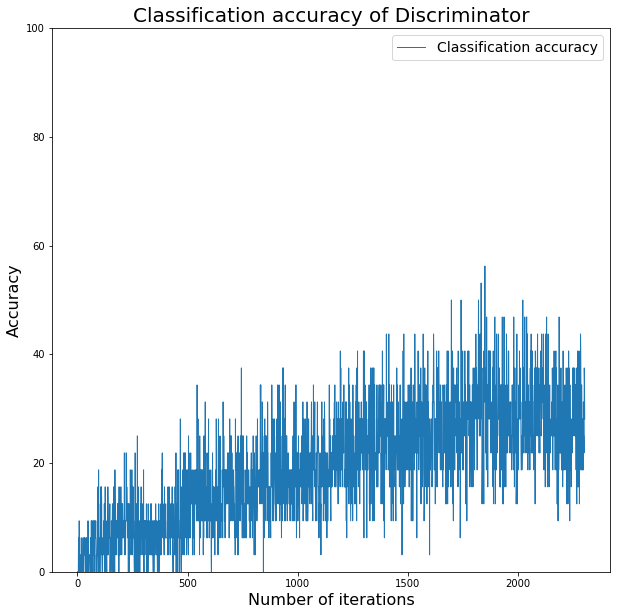 Classification accuracy of Discriminator
Classification accuracy
100
80
60
40
20
0
Accuracy
0 500 1000 1500 2000
Number of iterations